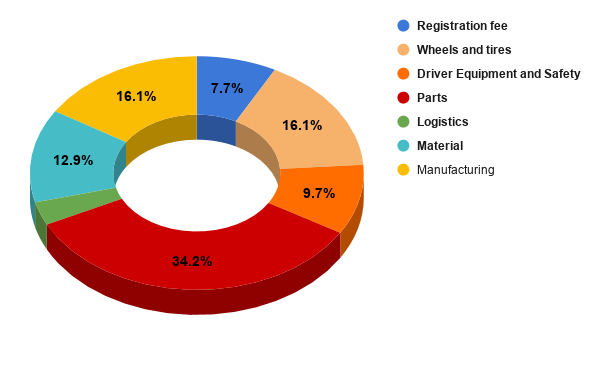 Registration fee
Wheels and tires
Driver Equipment and Safety
Parts
Logistics
Material
Manufacturing
7.7%
16.1%
9.7%
34.2%
12.9%
16.1%